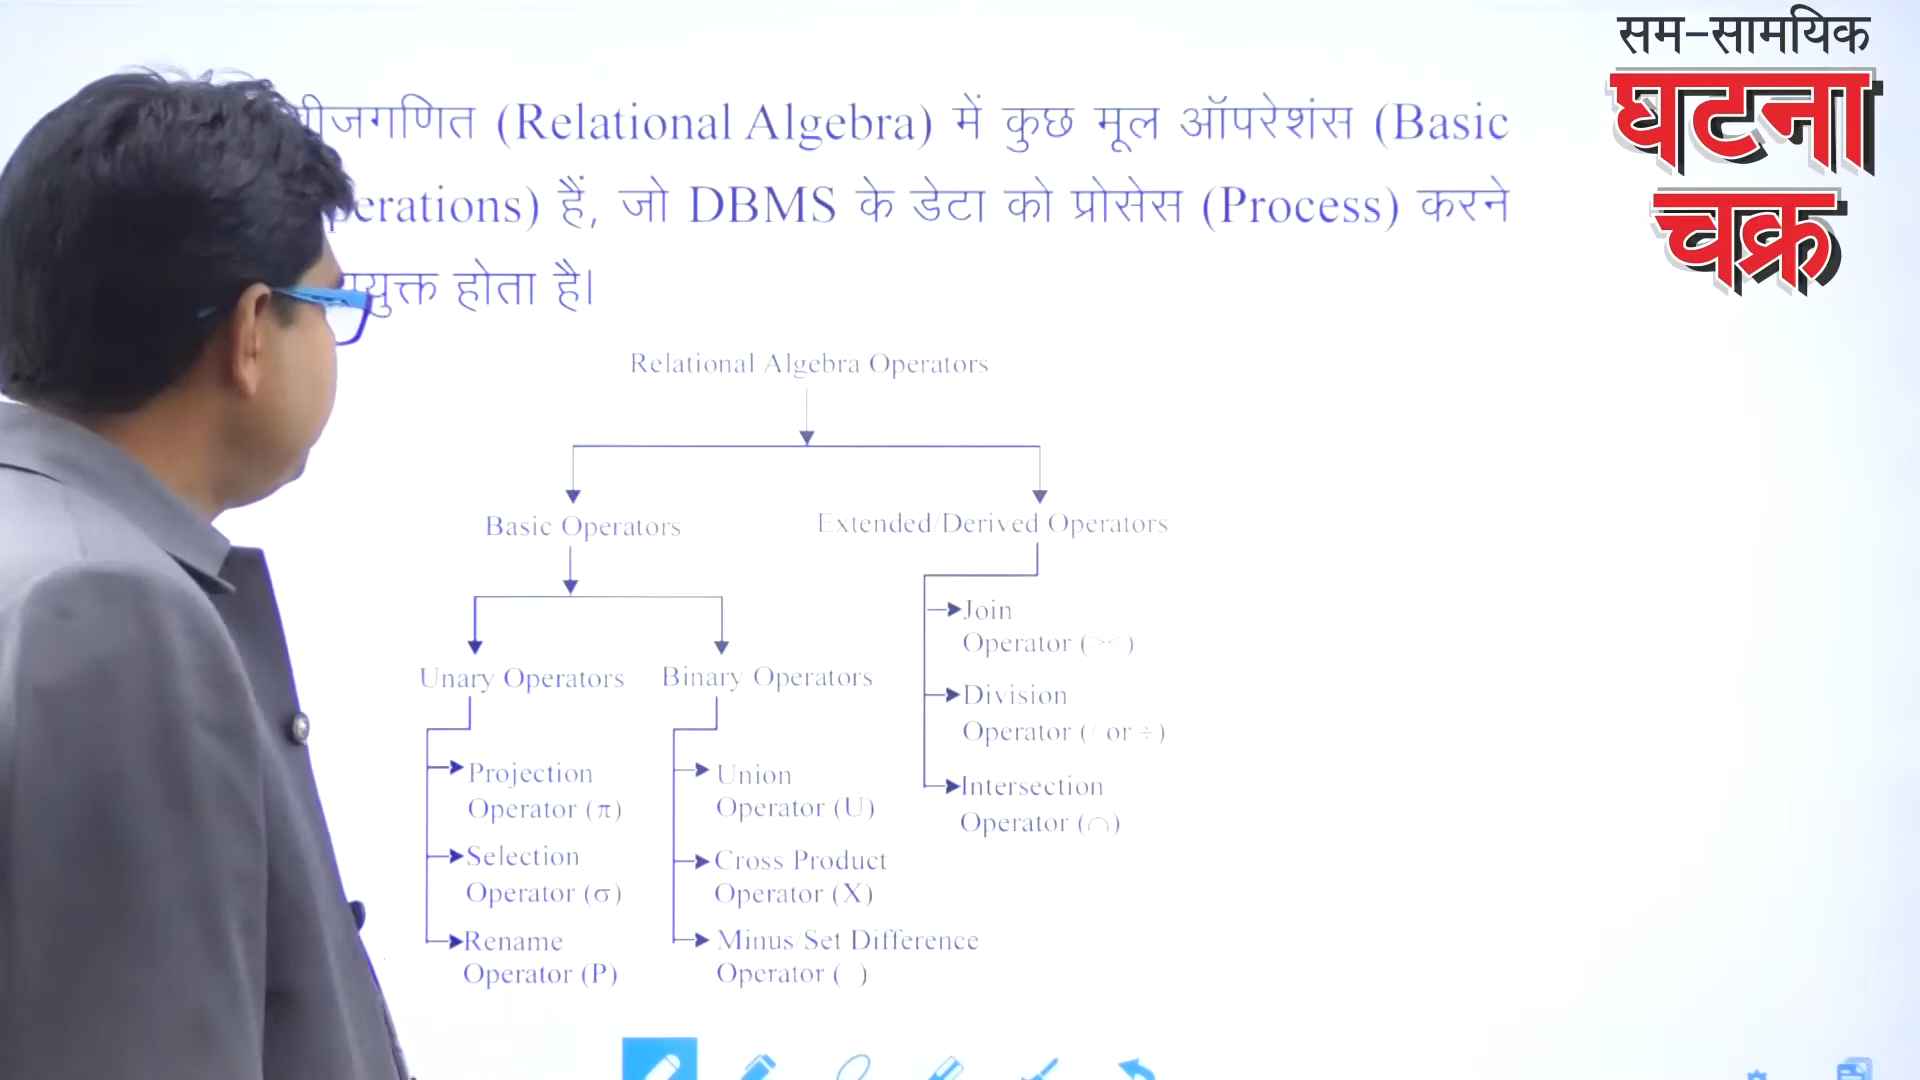 सम-सामयिक
घटना
चक्र
(Relational Algebra) में कुछ मूल ऑपरेशंस (Basic
हैं, जो DBMS के डेटा को प्रोसेस (Process) करने
होता है।
Relational Algebra Operators
Basic Operators
Extended/Derived Operators
Unary Operators
Projection
Operator (π)
Selection
Operator (σ)
Rename
Operator (P)
Binary Operators
Union
Operator (U)
Cross Product
Operator (X)
Minus/Set Difference
Operator ( )
Join
Operator (><)
Division
Operator (/ or ÷)
Intersection
Operator (∩)